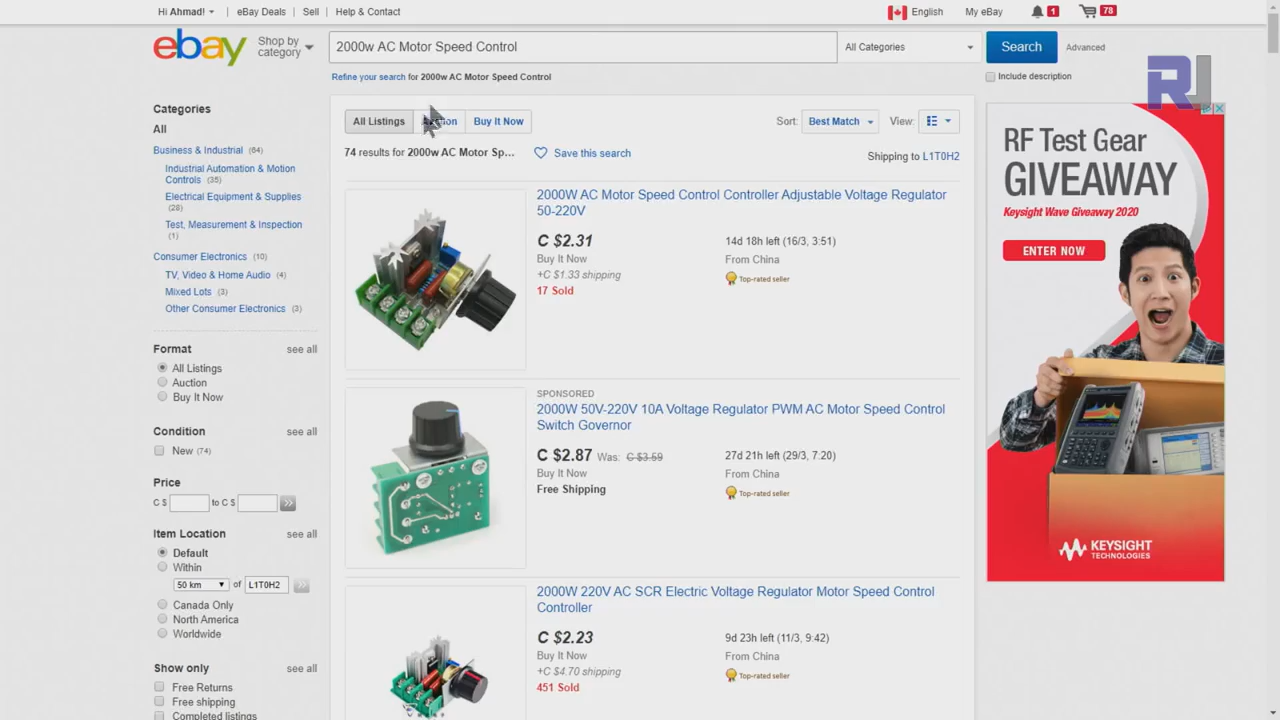 Hi Ahmad!
eBay Deals
Sell
Help & Contact
English
My eBay
1
78
ebay
Shop by
category
2000w AC Motor Speed Control
All Categories
Search
Advanced
Refine your search for 2000w AC Motor Speed Control
Include description
RJ
Categories
All
Business & Industrial (64)
Industrial Automation & Motion
Controls (35)
Electrical Equipment & Supplies
(28)
Test, Measurement & Inspection
(1)
Consumer Electronics (10)
TV, Video & Home Audio (4)
Mixed Lots (3)
Other Consumer Electronics (3)
Format
see all
All Listings
Auction
Buy It Now
Condition
see all
New (74)
Price
C $
to C $
Item Location
see all
Default
Within
50 km
of
L1T0H2
Canada Only
North America
Worldwide
Show only
see all
Free Returns
Free shipping
Completed listings
All Listings
Buy It Now
Sort:
Best Match
View:
74 results for 2000w AC Motor Sp...
Save this search
Shipping to L1T0H2
2000W AC Motor Speed Control Controller Adjustable Voltage Regulator
50-220V
C $2.31
14d 18h left (16/3, 3:51)
Buy It Now
From China
+C $1.33 shipping
Top-rated seller
17 Sold
SPONSORED
2000W 50V-220V 10A Voltage Regulator PWM AC Motor Speed Control
Switch Governor
C $2.87 Was: C $3.59
27d 21h left (29/3, 7:20)
Buy It Now
From China
Free Shipping
Top-rated seller
2000W 220V AC SCR Electric Voltage Regulator Motor Speed Control
Controller
C $2.23
9d 23h left (11/3, 9:42)
Buy It Now
From China
+C $4.70 shipping
Top-rated seller
451 Sold
RF Test Gear
GIVEAWAY
Keysight Wave Giveaway 2020
ENTER NOW
KEYSIGHT
TECHNOLOGIES